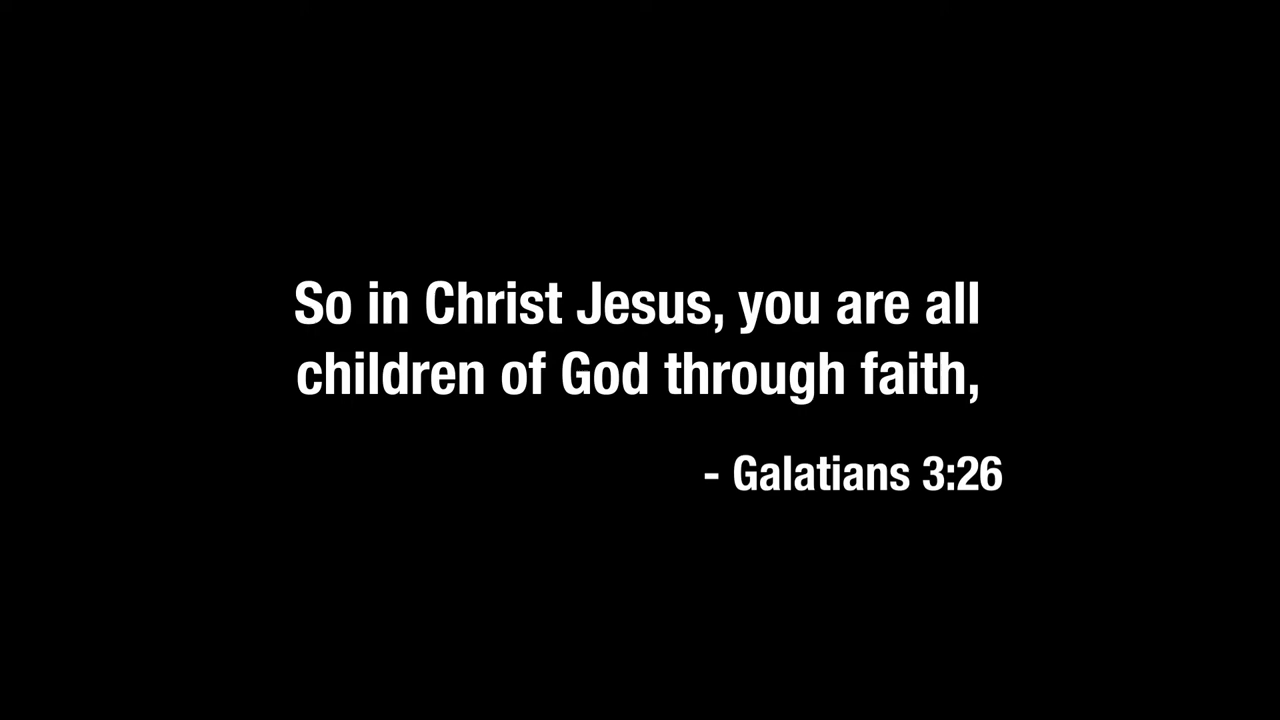 So in Christ Jesus, you are all
children of God through faith,
- Galatians 3:26